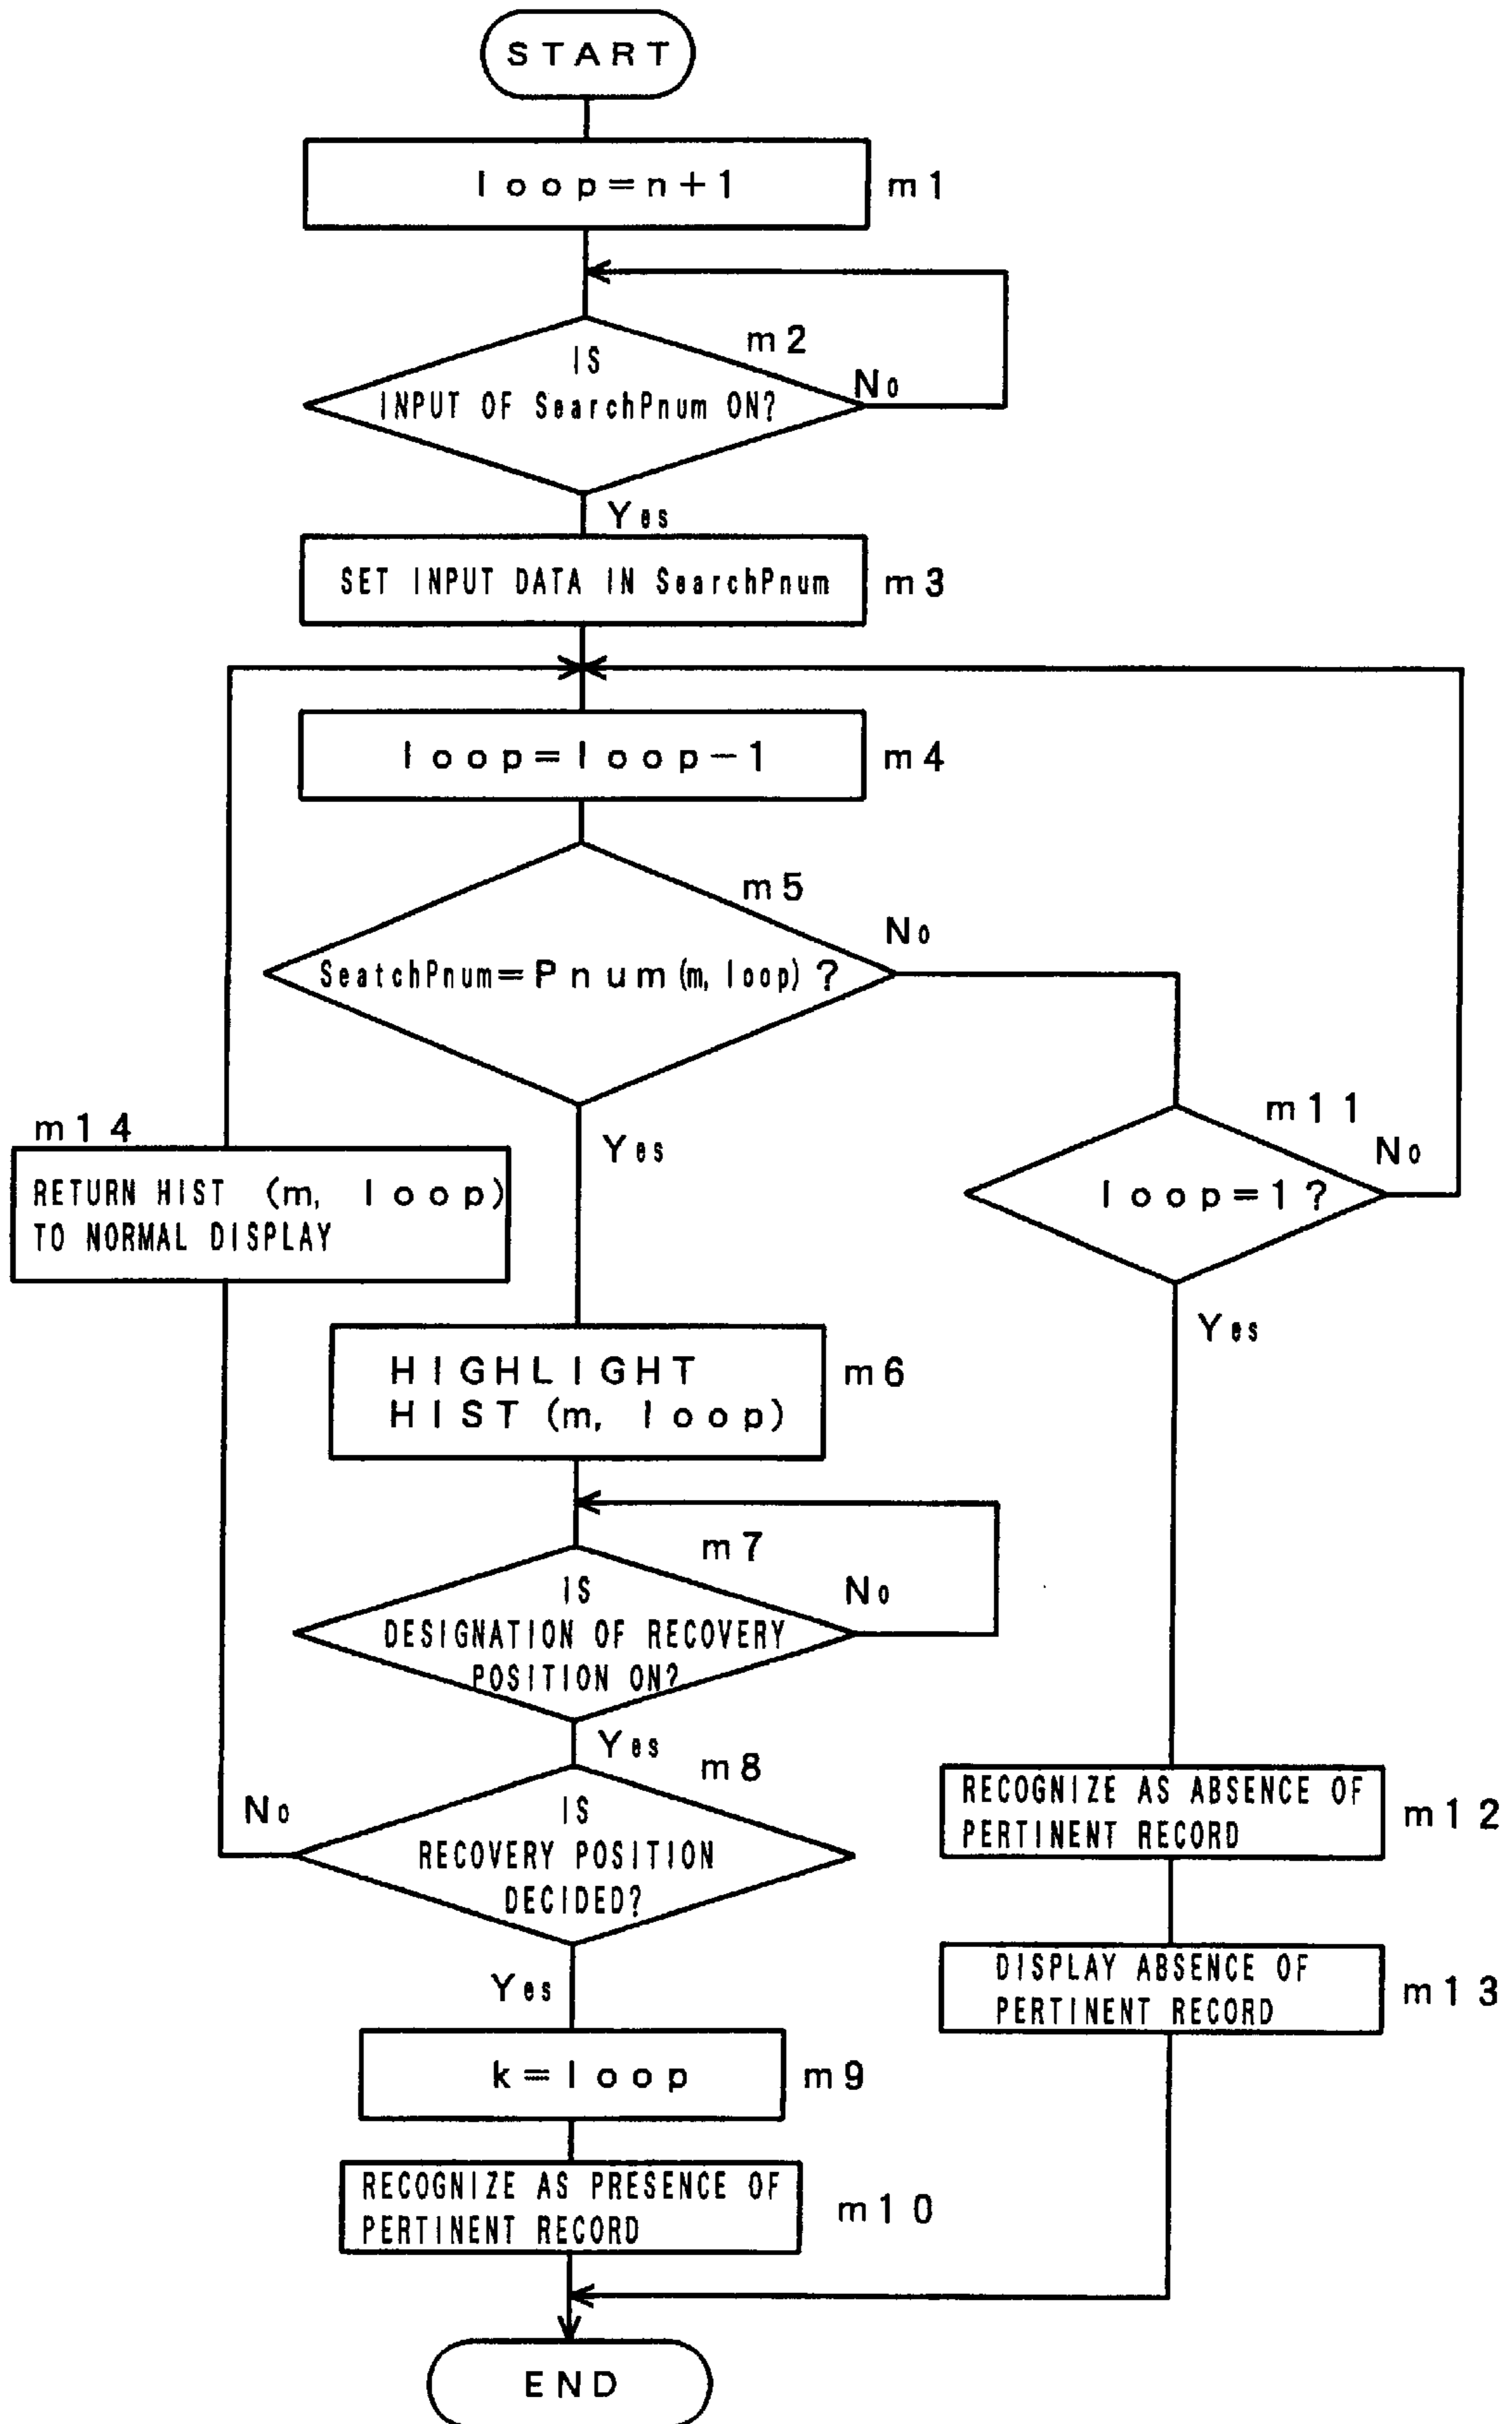 START
loop=n+1
m1
m2
IS
INPUT OF SearchPnum ON?
No
Yes
SET INPUT DATA IN SearchPnum
m3
loop=loop-1
m4
m5
No
SeatchPnum=Pnum(m, loop)?
Yes
m14
RETURN HIST (m, loop)
TO NORMAL DISPLAY
m11
No
loop=1?
Yes
HIGHLIGHT
HIST(m, loop)
m6
m7
No
IS
DESIGNATION OF RECOVERY
POSITION ON?
Yes
m8
No
IS
RECOVERY POSITION
DECIDED?
Yes
RECOGNIZE AS ABSENCE OF
PERTINENT RECORD
m12
DISPLAY ABSENCE OF
PERTINENT RECORD
m13
k=loop
m9
RECOGNIZE AS PRESENCE OF
PERTINENT RECORD
m10
END